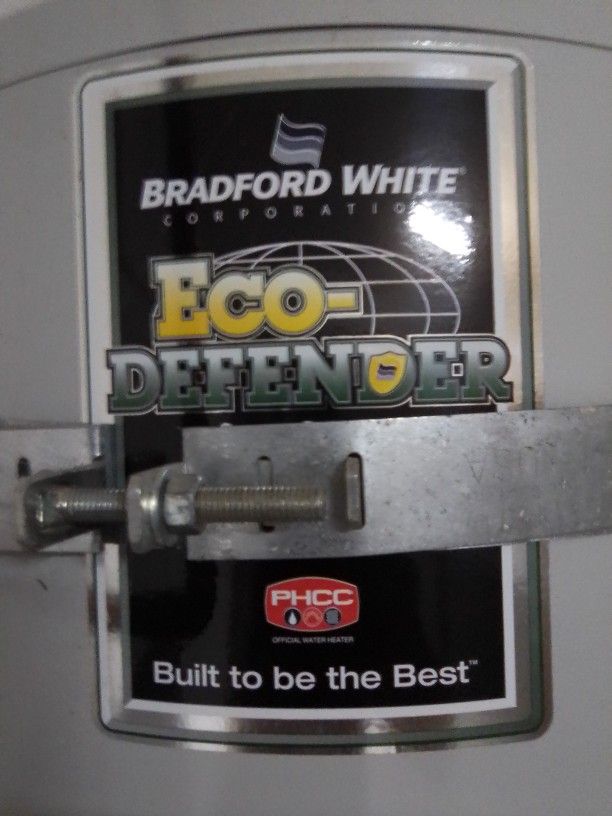 BRADFORD WHITE
ECO-
DEFENDER
PHCC
OFFICIAL WATER HEATER
Built to be the Best™